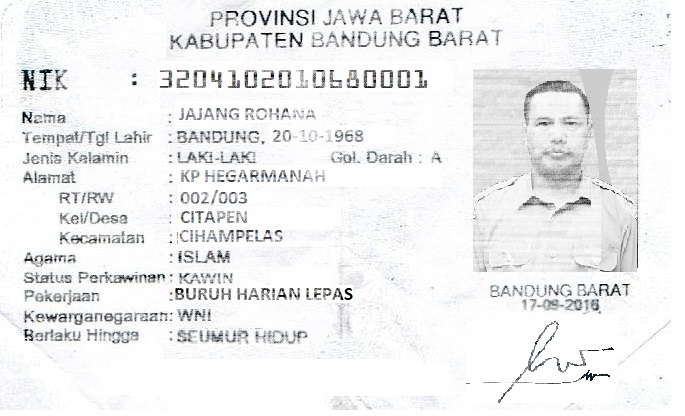 PROVINSI JAWA BARAT
KABUPATEN BANDUNG BARAT
NIK : 3204102010680001
Nama : JAJANG ROHANA
Tempat/Tgl Lahir : BANDUNG, 20-10-1968
Jenis Kelamin : LAKI-LAKI Gol. Darah : A
Alamat : KP HEGARMANAH
RT/RW : 002/003
Kel/Desa : CITAPEN
Kecamatan : CIHAMPELAS
Agama : ISLAM
Status Perkawinan: KAWIN
Pekerjaan :BURUH HARIAN LEPAS
Kewarganegaraan: WNI
Berlaku Hingga : SEUMUR HIDUP
BANDUNG BARAT
17-09-2016